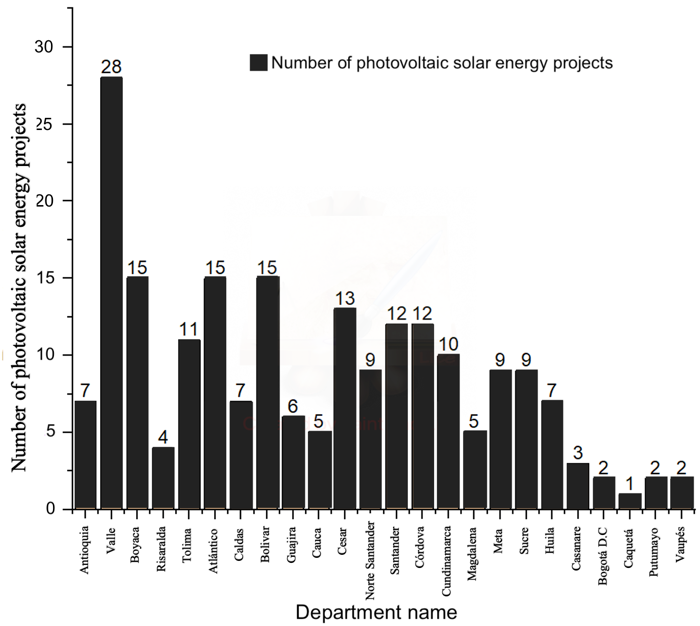 Number of photovoltaic solar energy projects
Number of photovoltaic solar energy projects
30
25
20
15
10
5
0
7
28
15
4
11
15
7
15
6
5
13
9
12
12
10
5
9
9
7
3
2
1
2
2
Antioquia
Valle
Boyaca
Risaralda
Tolima
Atlántico
Caldas
Bolivar
Guajira
Cauca
Cesar
Norte Santander
Santander
Córdova
Cundinamarca
Magdalena
Meta
Sucre
Huila
Casanare
Bogotá D.C
Caquetá
Putumayo
Vaupés
Department name